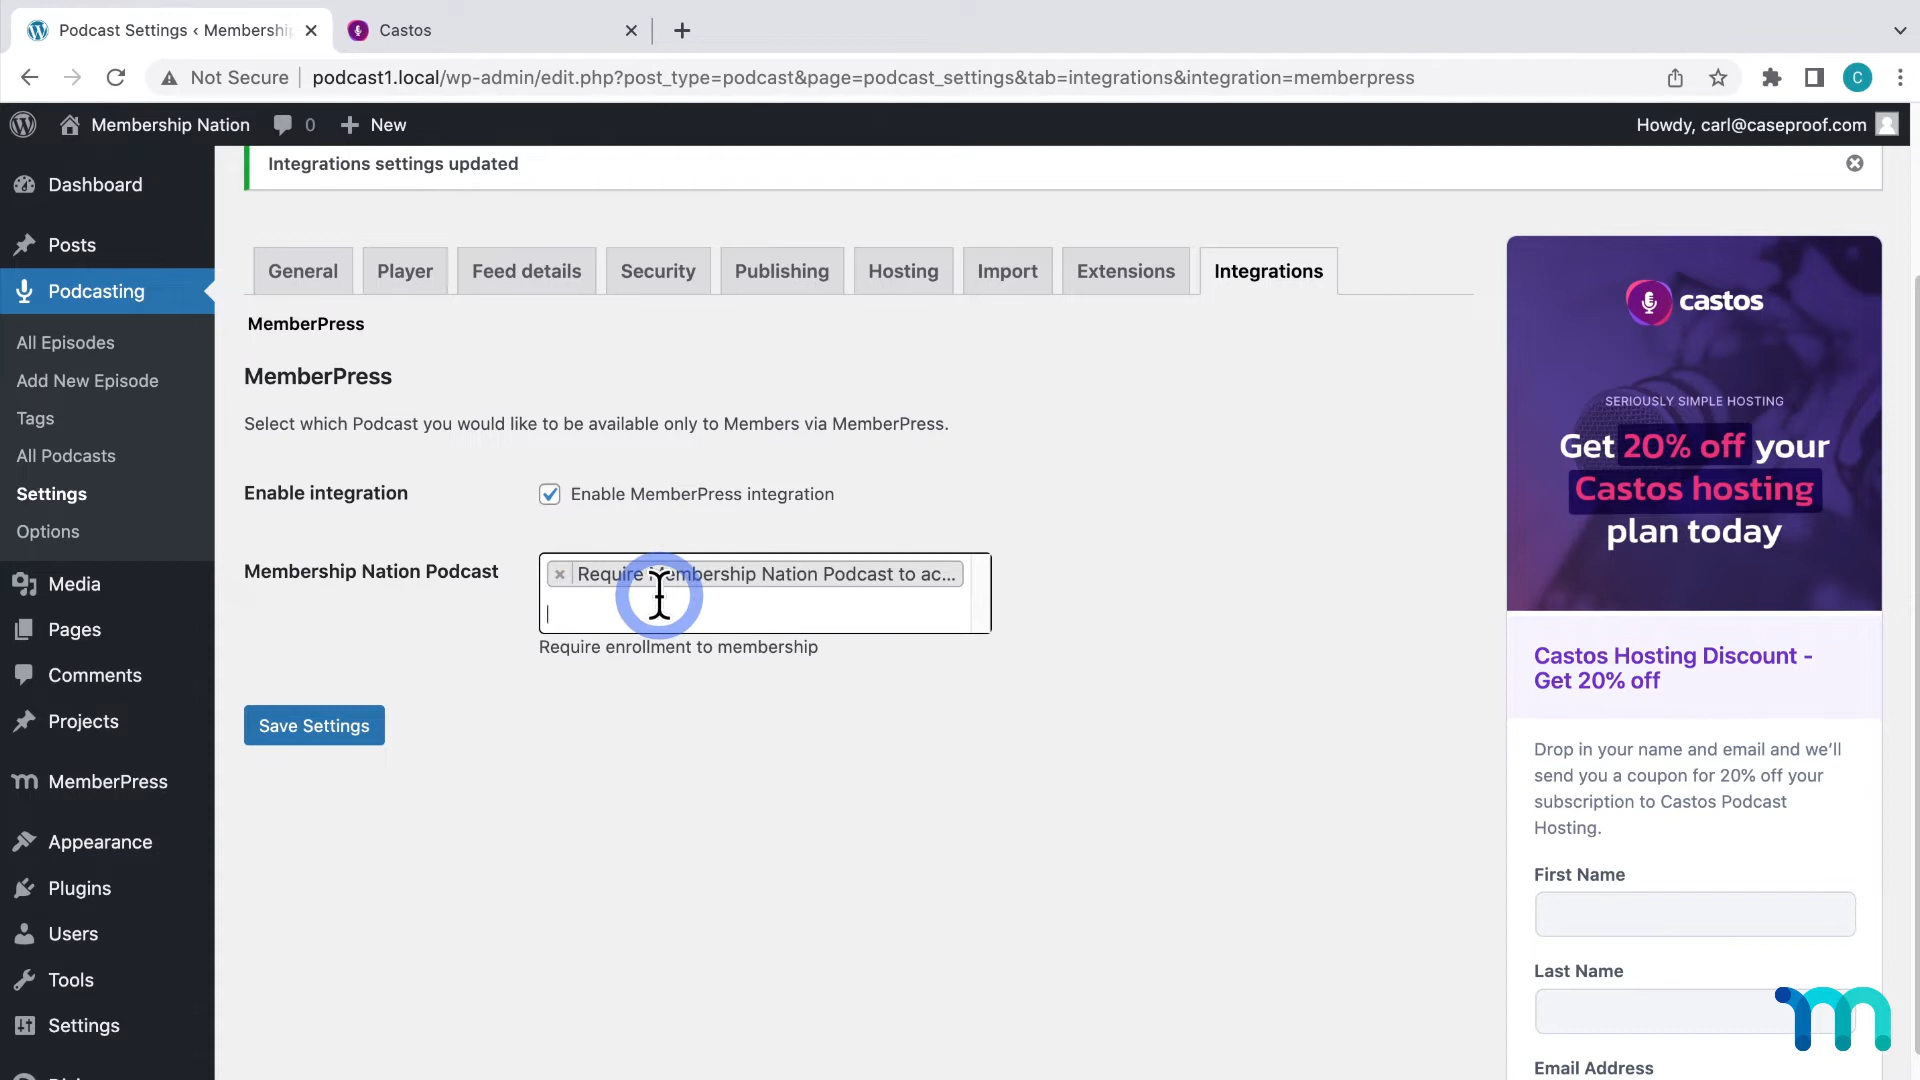 Podcast Settings ‹ Membership
Castos
Not Secure
podcast1.local/wp-admin/edit.php?post_type=podcast&page=podcast_settings&tab=integrations&integration=memberpress
C
Membership Nation
0
New
Howdy, carl@caseproof.com
Dashboard
Posts
Podcasting
All Episodes
Add New Episode
Tags
All Podcasts
Settings
Options
Media
Pages
Comments
Projects
MemberPress
Appearance
Plugins
Users
Tools
Settings
Integrations settings updated
General
Player
Feed details
Security
Publishing
Hosting
Import
Extensions
Integrations
MemberPress
MemberPress
Select which Podcast you would like to be available only to Members via MemberPress.
Enable integration
Enable MemberPress integration
Membership Nation Podcast
× Require Membership Nation Podcast to ac...
Require enrollment to membership
Save Settings
castos
SERIOUSLY SIMPLE HOSTING
Get 20% off your
Castos hosting
plan today
Castos Hosting Discount -
Get 20% off
Drop in your name and email and we'll
send you a coupon for 20% off your
subscription to Castos Podcast
Hosting.
First Name
Last Name
Email Address